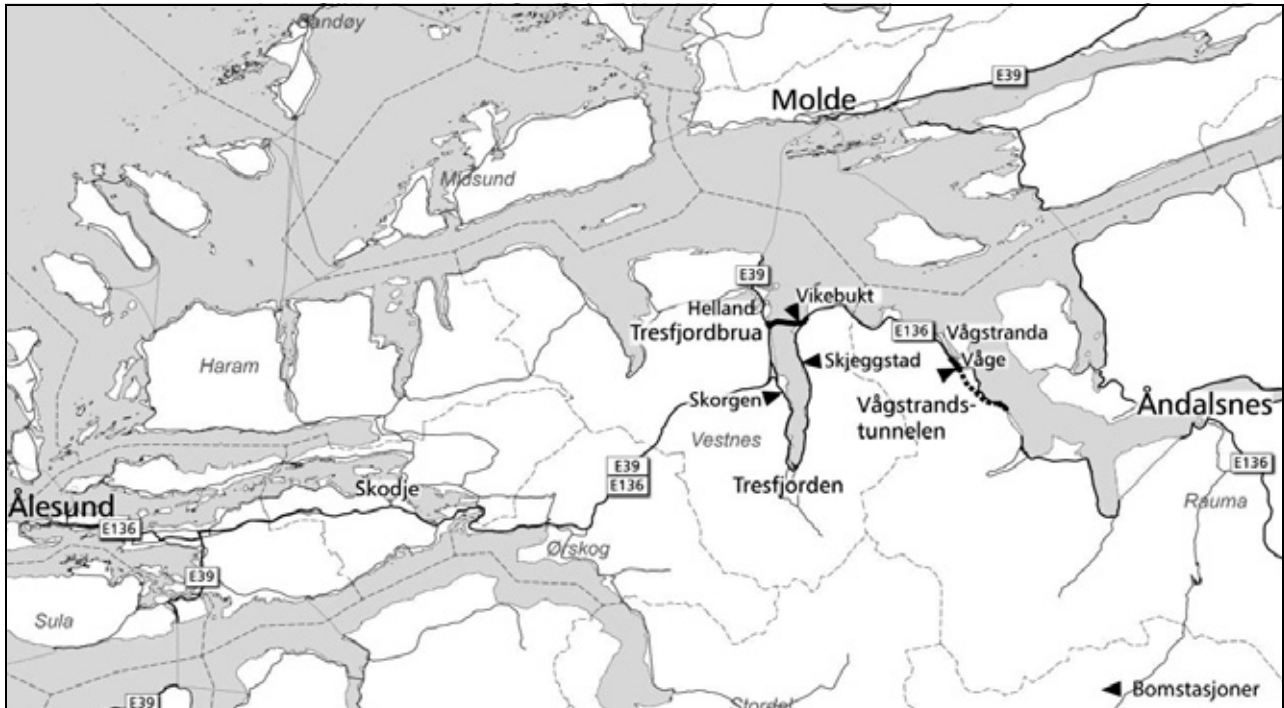 Sandøy
E39
Molde
Midsund
E39
Vikebukt
Helland
Tresfjordbrua
E136
Vågstranda
Våge
Haram
Skjeggstad
Skorgen
Vågstrands-
tunnelen
Åndalsnes
Vestnes
E39
E136
E136
Tresfjorden
Skodje
Rauma
Ålesund
E136
Ørskog
E39
Sula
Bomstasjoner
E39